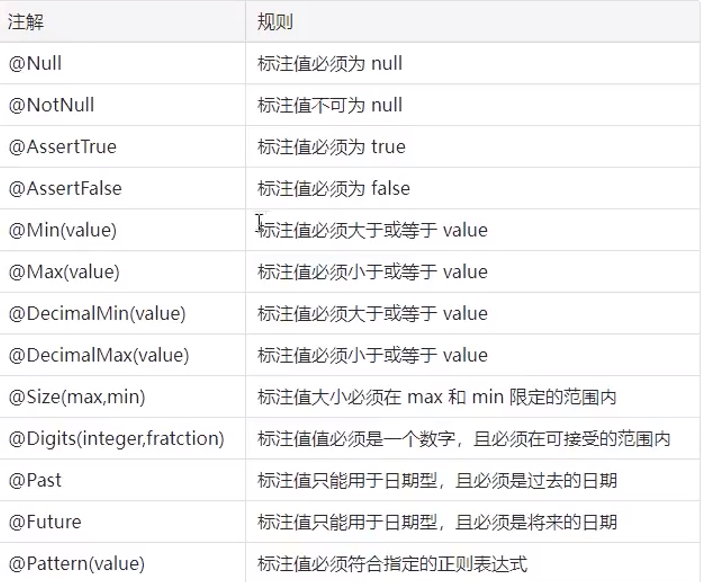 注解 规则
@Null 标注值必须为 null
@NotNull 标注值不可为 null
@AssertTrue 标注值必须为 true
@AssertFalse 标注值必须为 false
@Min(value) 标注值必须大于或等于 value
@Max(value) 标注值必须小于或等于 value
@DecimalMin(value) 标注值必须大于或等于 value
@DecimalMax(value) 标注值必须小于或等于 value
@Size(max,min) 标注值大小必须在 max 和 min 限定的范围内
@Digits(integer,fratction) 标注值值必须是一个数字，且必须在可接受的范围内
@Past 标注值只能用于日期型，且必须是过去的日期
@Future 标注值只能用于日期型，且必须是将来的日期
@Pattern(value) 标注值必须符合指定的正则表达式